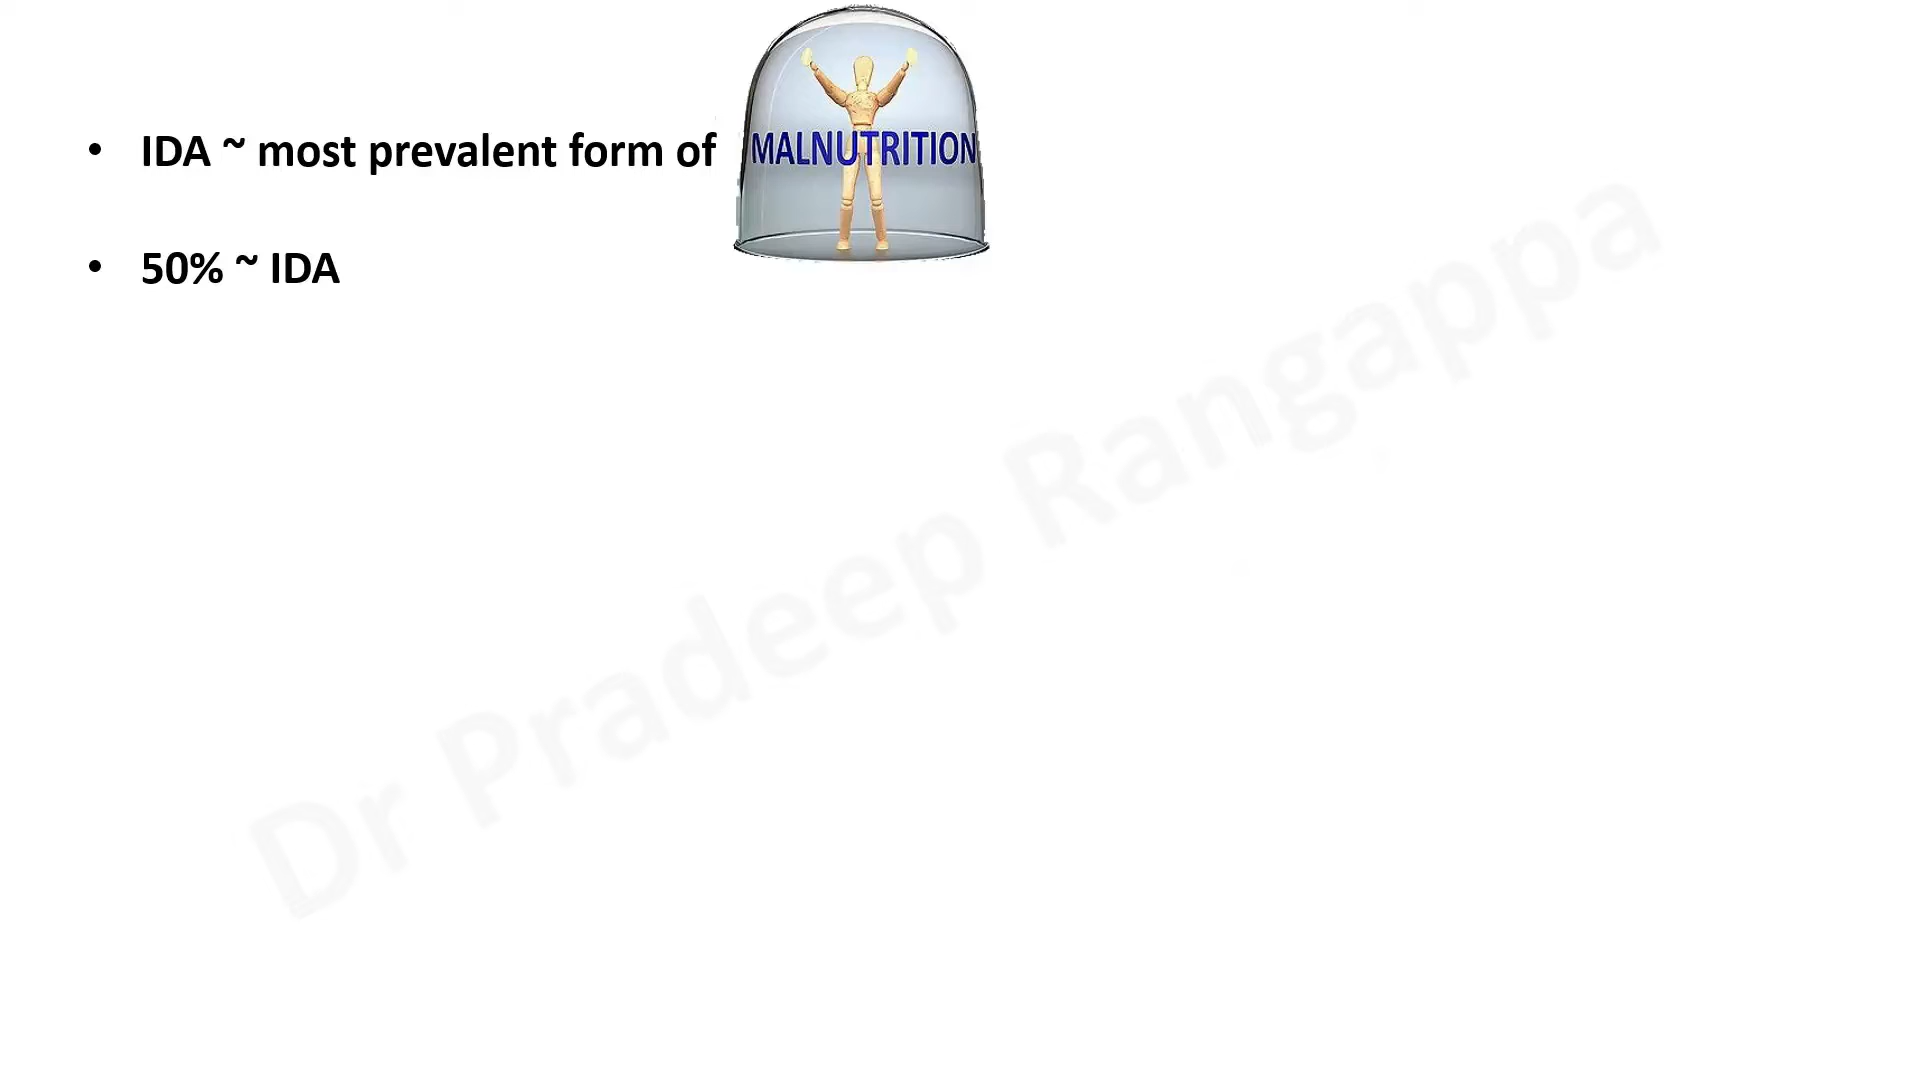 • IDA ~ most prevalent form of MALNUTRITION
• 50% ~ IDA
Dr Pradeep Rangappa